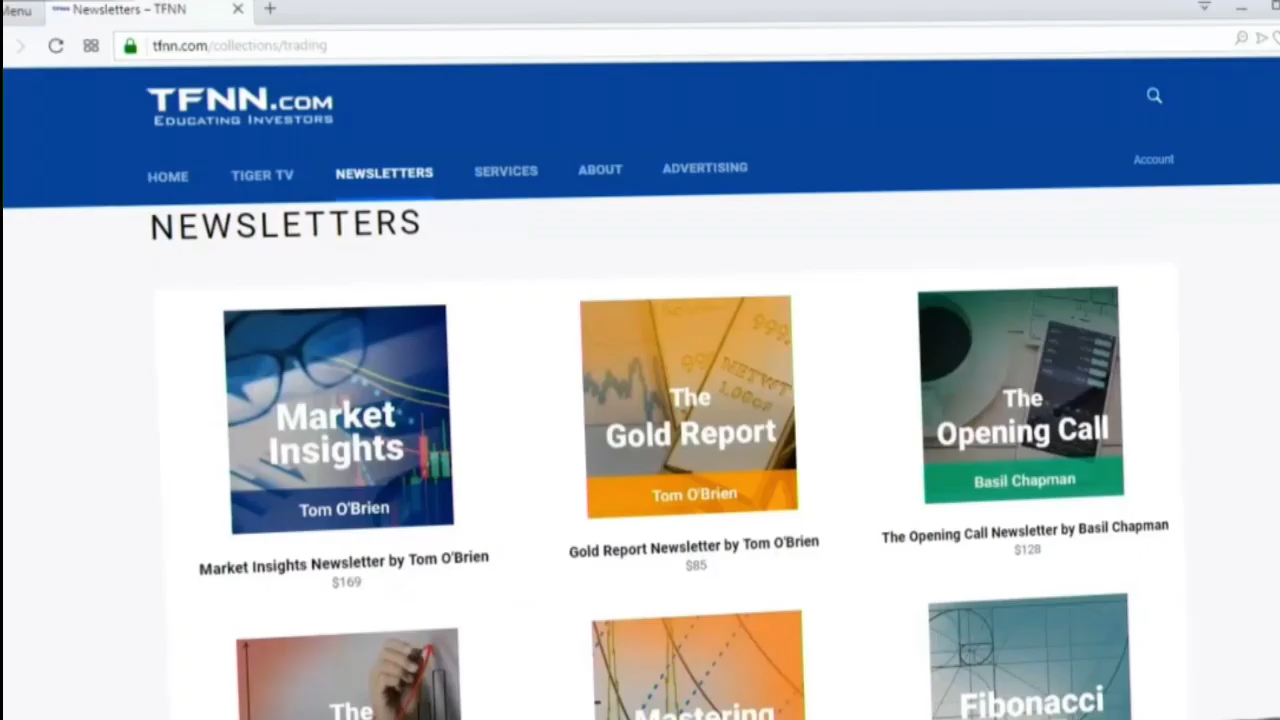 Menu
Newsletters – TFNN
tfnn.com/collections/trading
TFNN.COM
EDUCATING INVESTORS
HOME TIGER TV NEWSLETTERS SERVICES ABOUT ADVERTISING
Account
NEWSLETTERS
Market
Insights
Tom O'Brien
The
Gold Report
Tom O'Brien
The
Opening Call
Basil Chapman
Market Insights Newsletter by Tom O'Brien
$169
Gold Report Newsletter by Tom O'Brien
$85
The Opening Call Newsletter by Basil Chapman
$128
The
Mastering
Fibonacci